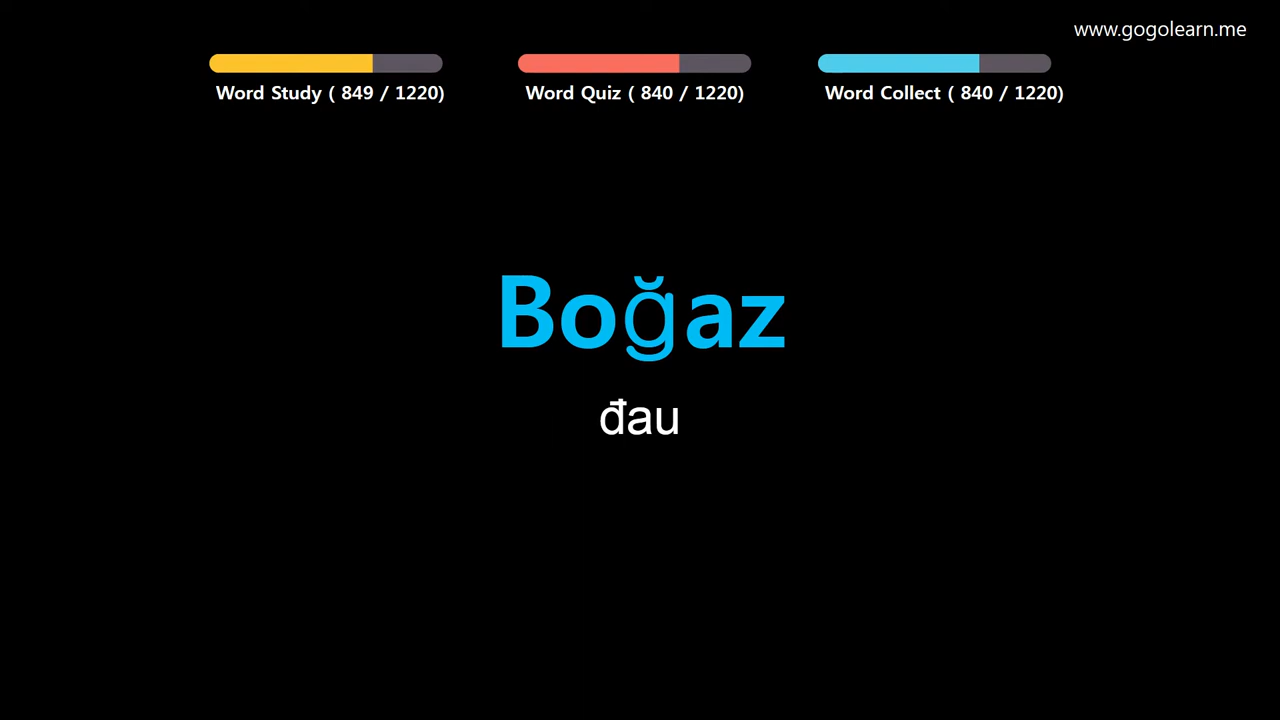 www.gogolearn.me
Word Study ( 849 / 1220)
Word Quiz ( 840 / 1220)
Word Collect ( 840 / 1220)
Boğaz
đau